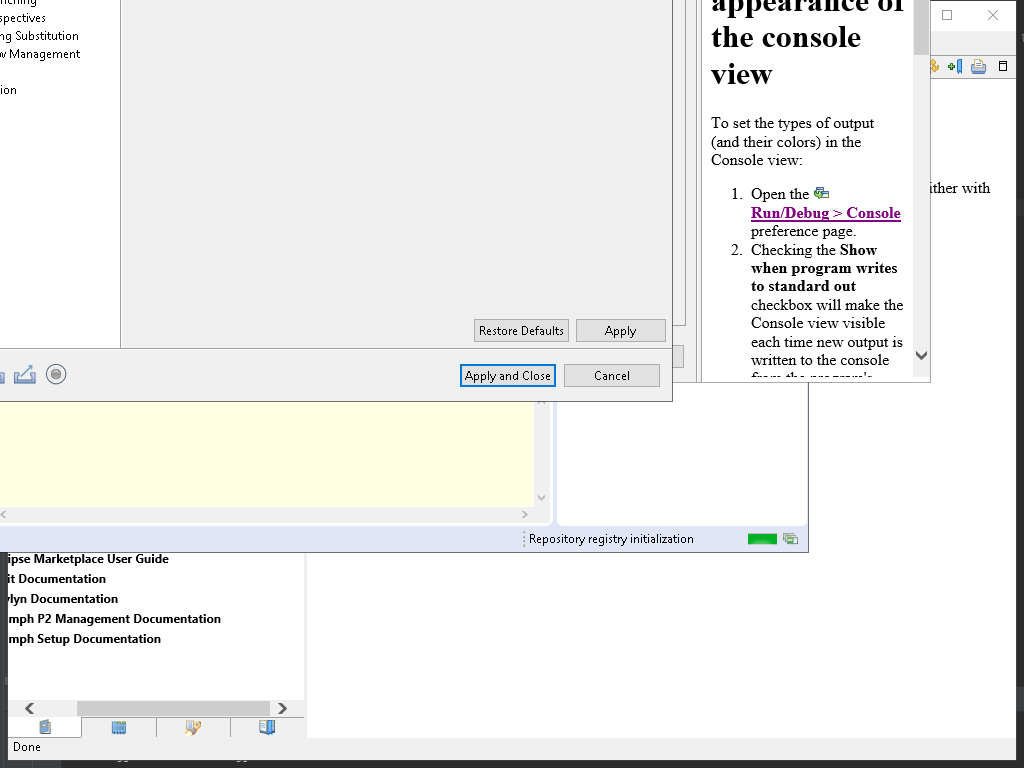 spectives
ng Substitution
w Management
ion
appearance of
the console
view
To set the types of output
(and their colors) in the
Console view:
1. Open the
Run/Debug > Console
preference page.
2. Checking the Show
when program writes
to standard out
checkbox will make the
Console view visible
each time new output is
written to the console
from the program's
ither with
Restore Defaults
Apply
Apply and Close
Cancel
Repository registry initialization
ipse Marketplace User Guide
it Documentation
ylyn Documentation
mph P2 Management Documentation
mph Setup Documentation
Done